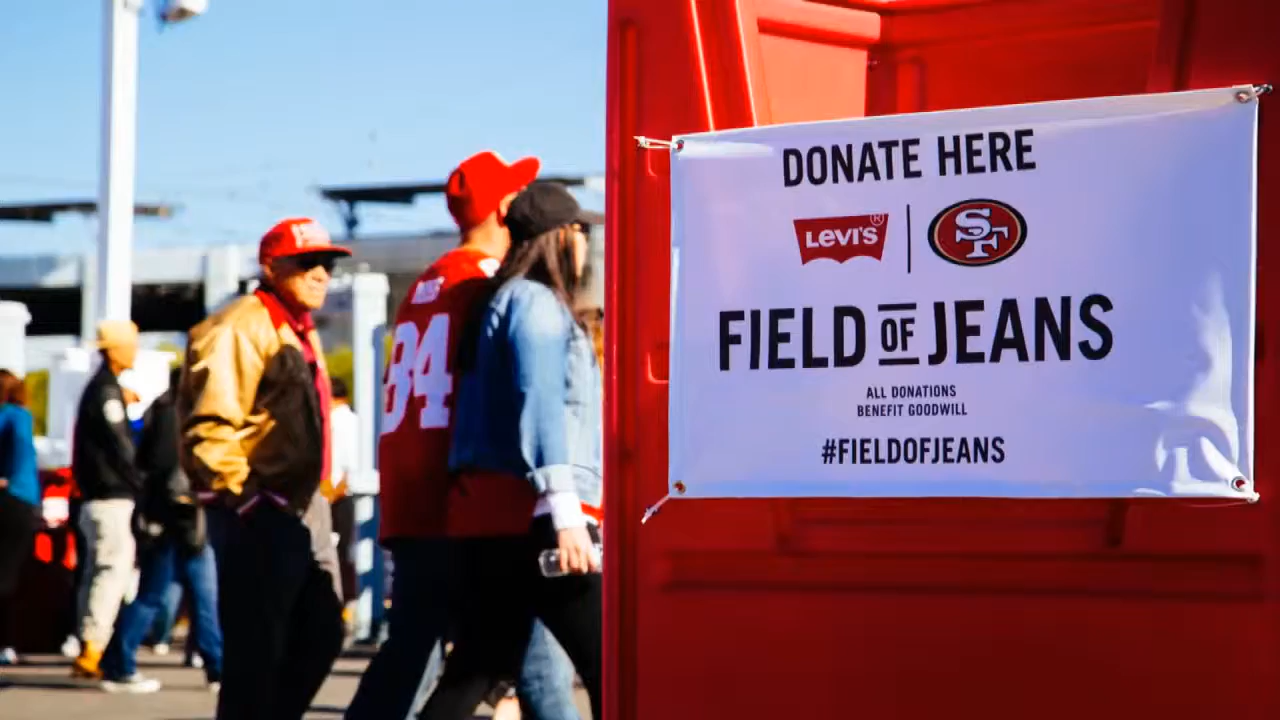 DONATE HERE
LEVI'S®
SF
FIELD OF JEANS
ALL DONATIONS
BENEFIT GOODWILL
#FIELDOFJEANS
84